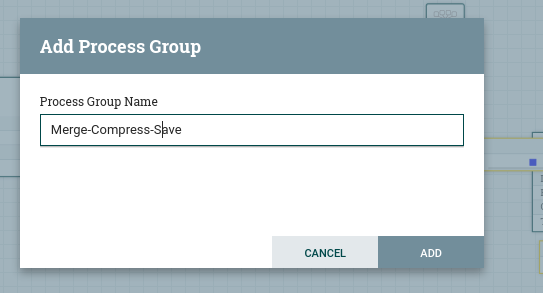 Add Process Group
Process Group Name
Merge-Compress-Save
CANCEL
ADD